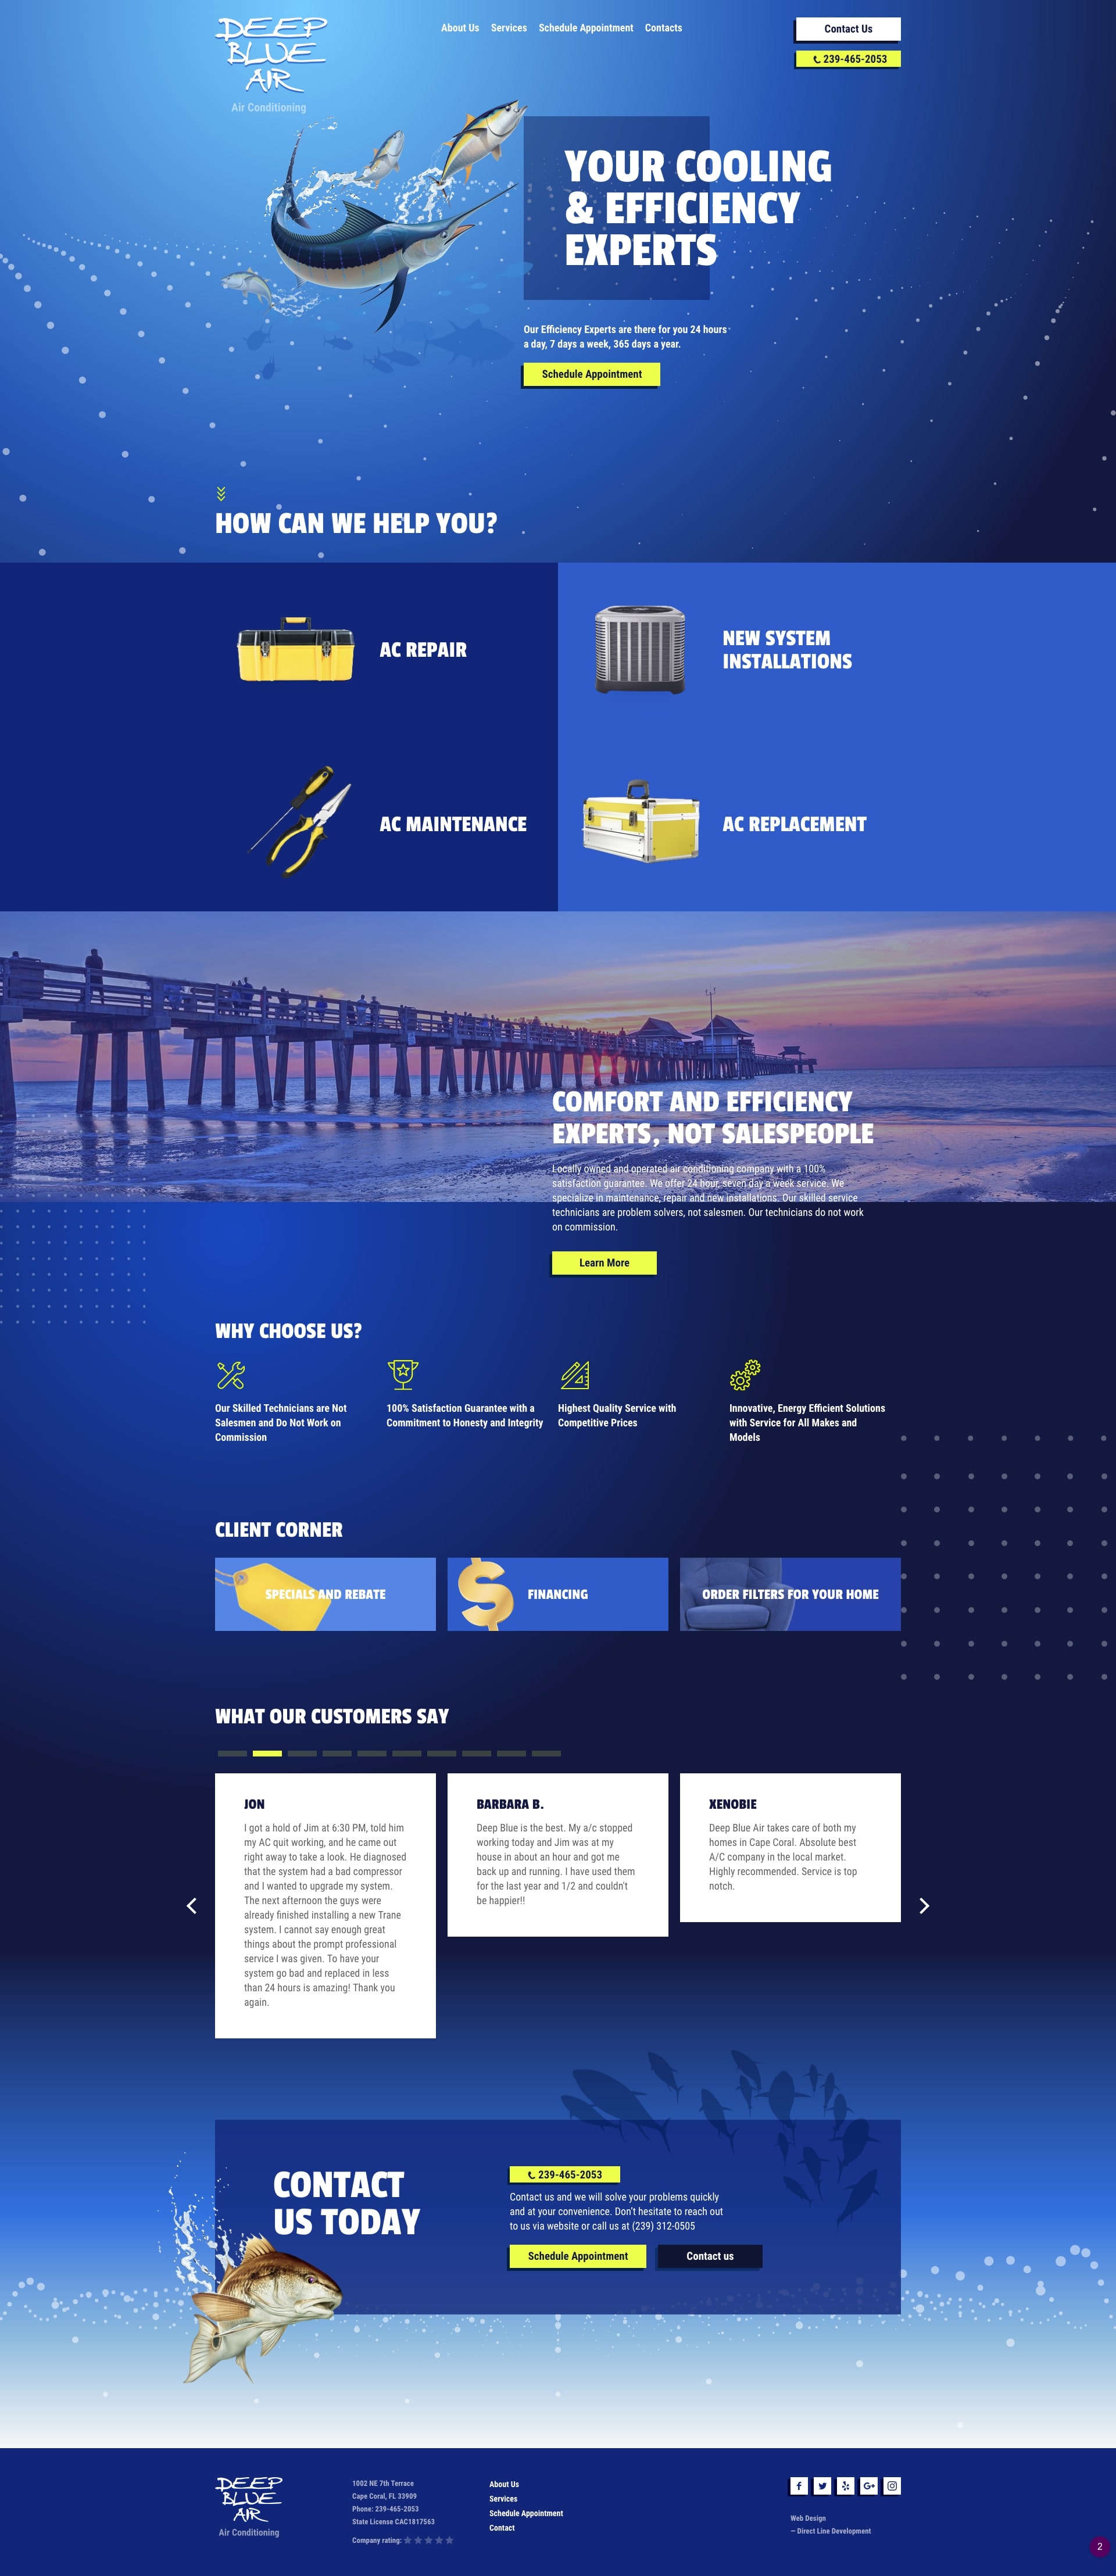 DEEP
BLUE
AIR
Air Conditioning
About Us
Services
Schedule Appointment
Contacts
Contact Us
239-465-2053
YOUR COOLING
& EFFICIENCY
EXPERTS
Our Efficiency Experts are there for you 24 hours
a day, 7 days a week, 365 days a year.
Schedule Appointment
HOW CAN WE HELP YOU?
AC REPAIR
NEW SYSTEM
INSTALLATIONS
AC MAINTENANCE
AC REPLACEMENT
COMFORT AND EFFICIENCY
EXPERTS, NOT SALESPEOPLE
Locally owned and operated air conditioning company with a 100%
satisfaction guarantee. We offer 24 hour, seven day a week service. We
specialize in maintenance, repair and new installations. Our skilled service
technicians are problem solvers, not salesmen. Our technicians do not work
on commission.
Learn More
WHY CHOOSE US?
Our Skilled Technicians are Not
Salesmen and Do Not Work on
Commission
100% Satisfaction Guarantee with a
Commitment to Honesty and Integrity
Highest Quality Service with
Competitive Prices
Innovative, Energy Efficient Solutions
with Service for All Makes and
Models
CLIENT CORNER
SPECIALS AND REBATE
FINANCING
ORDER FILTERS FOR YOUR HOME
WHAT OUR CUSTOMERS SAY
JON
I got a hold of Jim at 6:30 PM, told him
my AC quit working, and he came out
right away to take a look. He diagnosed
that the system had a bad compressor
and I wanted to upgrade my system.
The next afternoon the guys were
already finished installing a new Trane
system. I cannot say enough great
things about the prompt professional
service I was given. To have your
system go bad and replaced in less
than 24 hours is amazing! Thank you
again.
BARBARA B.
Deep Blue is the best. My a/c stopped
working today and Jim was at my
house in about an hour and got me
back up and running. I have used them
for the last year and 1/2 and couldn't
be happier!!
XENOBIE
Deep Blue Air takes care of both my
homes in Cape Coral. Absolute best
A/C company in the local market.
Highly recommended. Service is top
notch.
CONTACT
US TODAY
239-465-2053
Contact us and we will solve your problems quickly
and at your convenience. Don't hesitate to reach out
to us via website or call us at (239) 312-0505
Schedule Appointment
Contact us
DEEP
BLUE
AIR
Air Conditioning
1002 NE 7th Terrace
Cape Coral, FL 33909
Phone: 239-465-2053
State License CAC1817563
Company rating:
About Us
Services
Schedule Appointment
Contact
G+
Web Design
– Direct Line Development
2